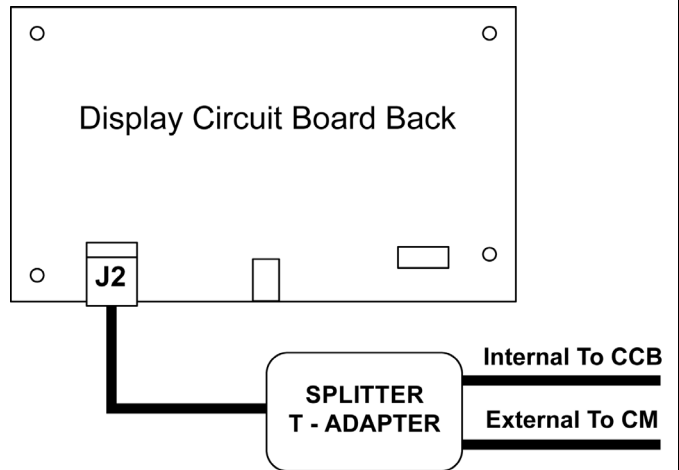 Display Circuit Board Back
J2
Internal To CCB
SPLITTER
T - ADAPTER
External To CM